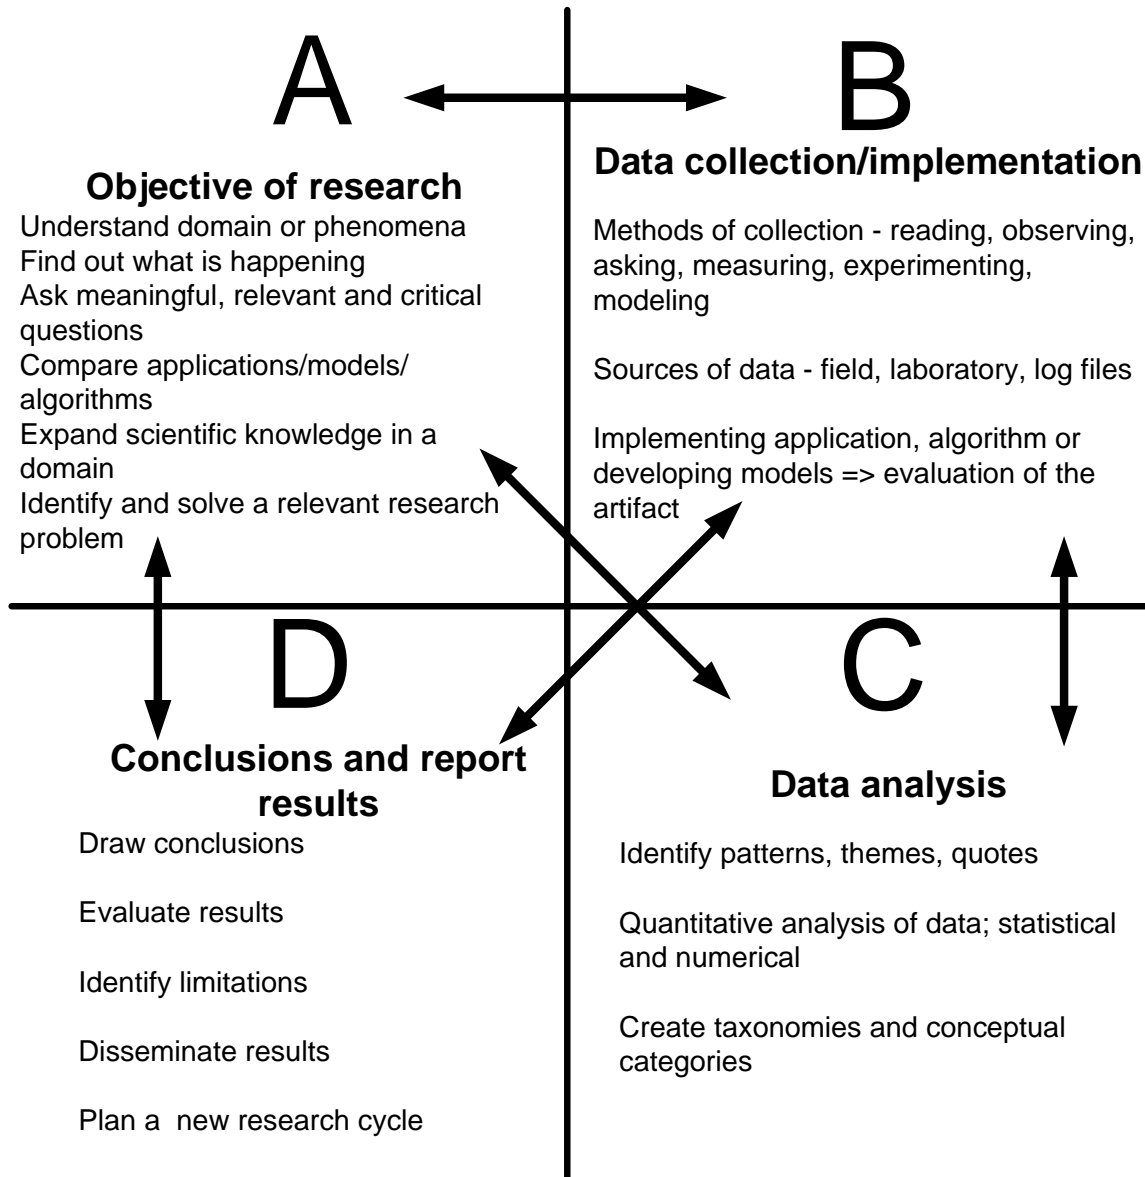 A
Objective of research
Understand domain or phenomena
Find out what is happening
Ask meaningful, relevant and critical
questions
Compare applications/models/
algorithms
Expand scientific knowledge in a
domain
Identify and solve a relevant research
problem
B
Data collection/implementation
Methods of collection - reading, observing,
asking, measuring, experimenting,
modeling
Sources of data - field, laboratory, log files
Implementing application, algorithm or
developing models => evaluation of the
artifact
D
Conclusions and report
results
Draw conclusions
Evaluate results
Identify limitations
Disseminate results
Plan a  new research cycle
C
Data analysis
Identify patterns, themes, quotes
Quantitative analysis of data; statistical
and numerical
Create taxonomies and conceptual
categories